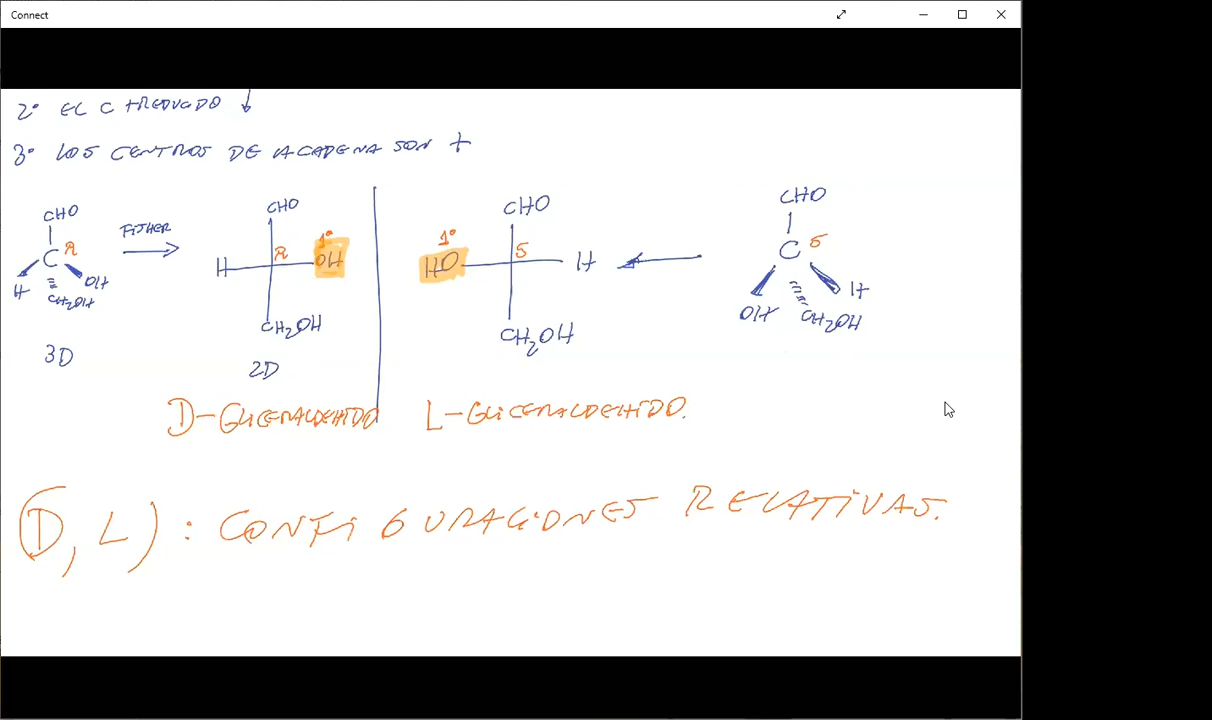 Connect
2° EL C + REDUCIDO ↓
3° LOS CENTROS DE LA CADENA SON +
CHO
C R
H OH
CH2OH
3D
FISHER
CHO
R 1°
H OH
CH2OH
2D
CHO
1° S
HO H
CH2OH
CHO
C S
OH H
CH2OH
D-GLICERALDEHIDO L-GLICERALDEHIDO.
(D, L) : CONFIGURACIONES RELATIVAS.